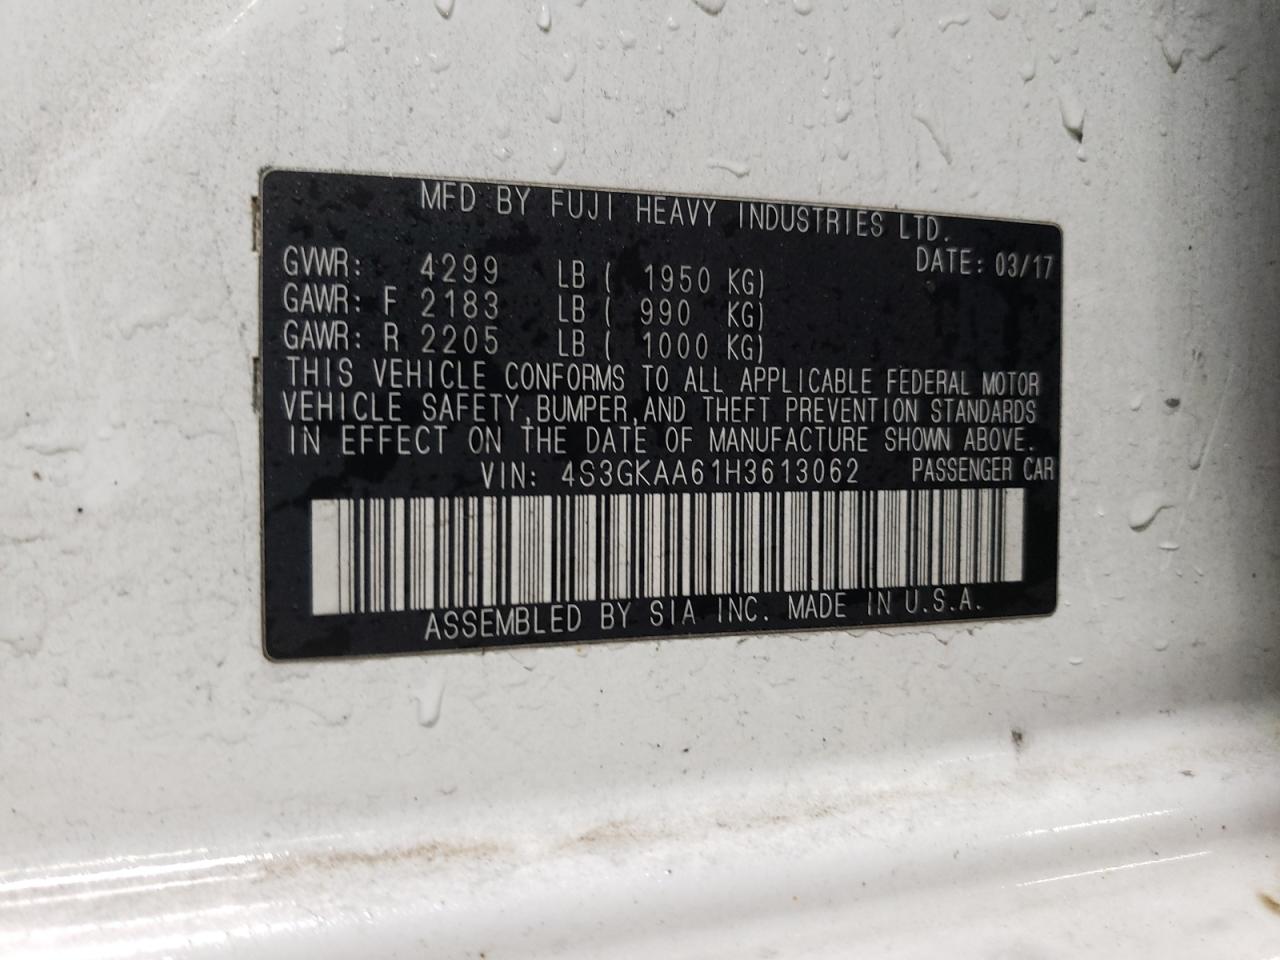 MFD BY FUJI HEAVY INDUSTRIES LTD.
DATE: 03/17
GVWR: 4299 LB ( 1950 KG)
GAWR: F 2183 LB ( 990 KG)
GAWR: R 2205 LB ( 1000 KG)
THIS VEHICLE CONFORMS TO ALL APPLICABLE FEDERAL MOTOR
VEHICLE SAFETY,BUMPER,AND THEFT PREVENTION STANDARDS
IN EFFECT ON THE DATE OF MANUFACTURE SHOWN ABOVE.
VIN: 4S3GKAA61H3613062 PASSENGER CAR
ASSEMBLED BY SIA INC. MADE IN U.S.A.